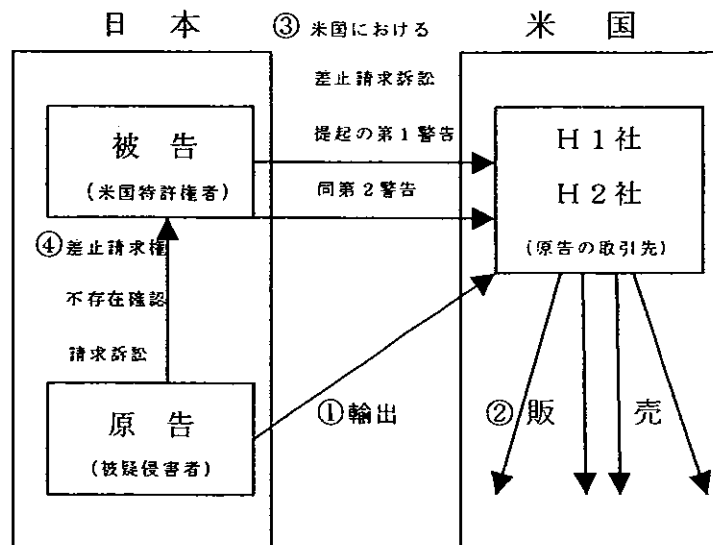 日本
③米国における
米国
差止請求訴訟
提起の第1警告
同第2警告
被告
(米国特許権者)
H1社
H2社
(原告の取引先)
④差止請求権
不存在確認
請求訴訟
原告
(被疑侵害者)
①輸出
②販売